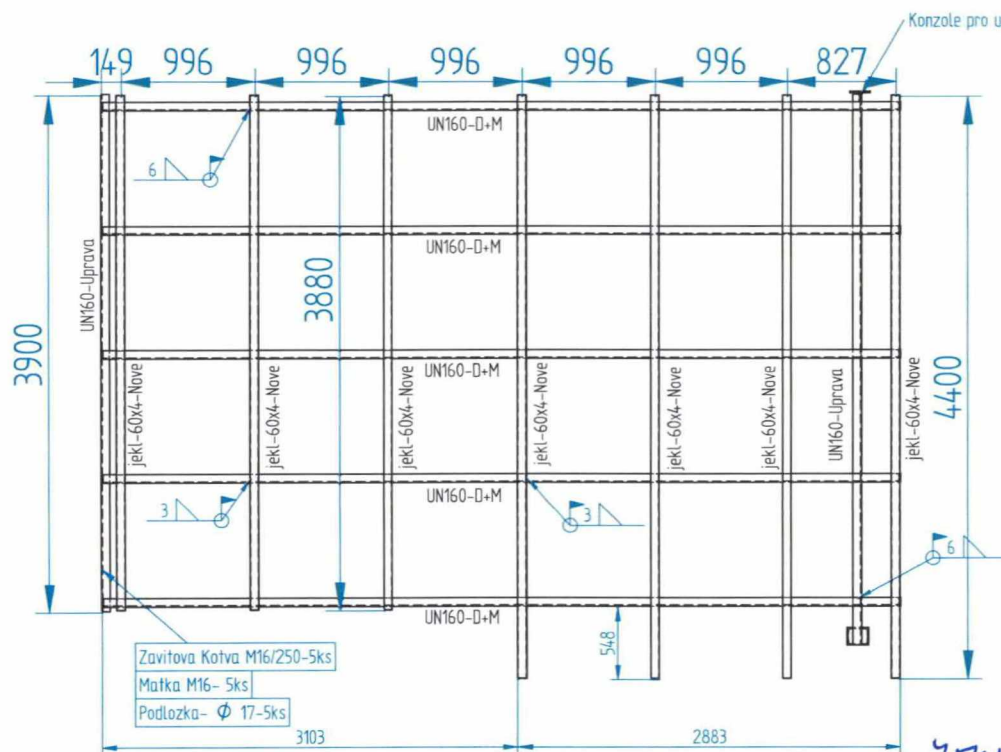 Konzole pro u
149 996 996 996 996 996 827
UN160-D+M
6
UN160-D+M
UN160-Uprava
3880
3900
UN160-D+M
4400
jekl-60x4-Nove
jekl-60x4-Nove
jekl-60x4-Nove
jekl-60x4-Nove
jekl-60x4-Nove
jekl-60x4-Nove
UN160-Uprava
jekl-60x4-Nove
UN160-D+M
3
3
6
UN160-D+M
548
Zavitova Kotva M16/250-5ks
Matka M16- 5ks
Podlozka- Φ 17-5ks
3103
2883